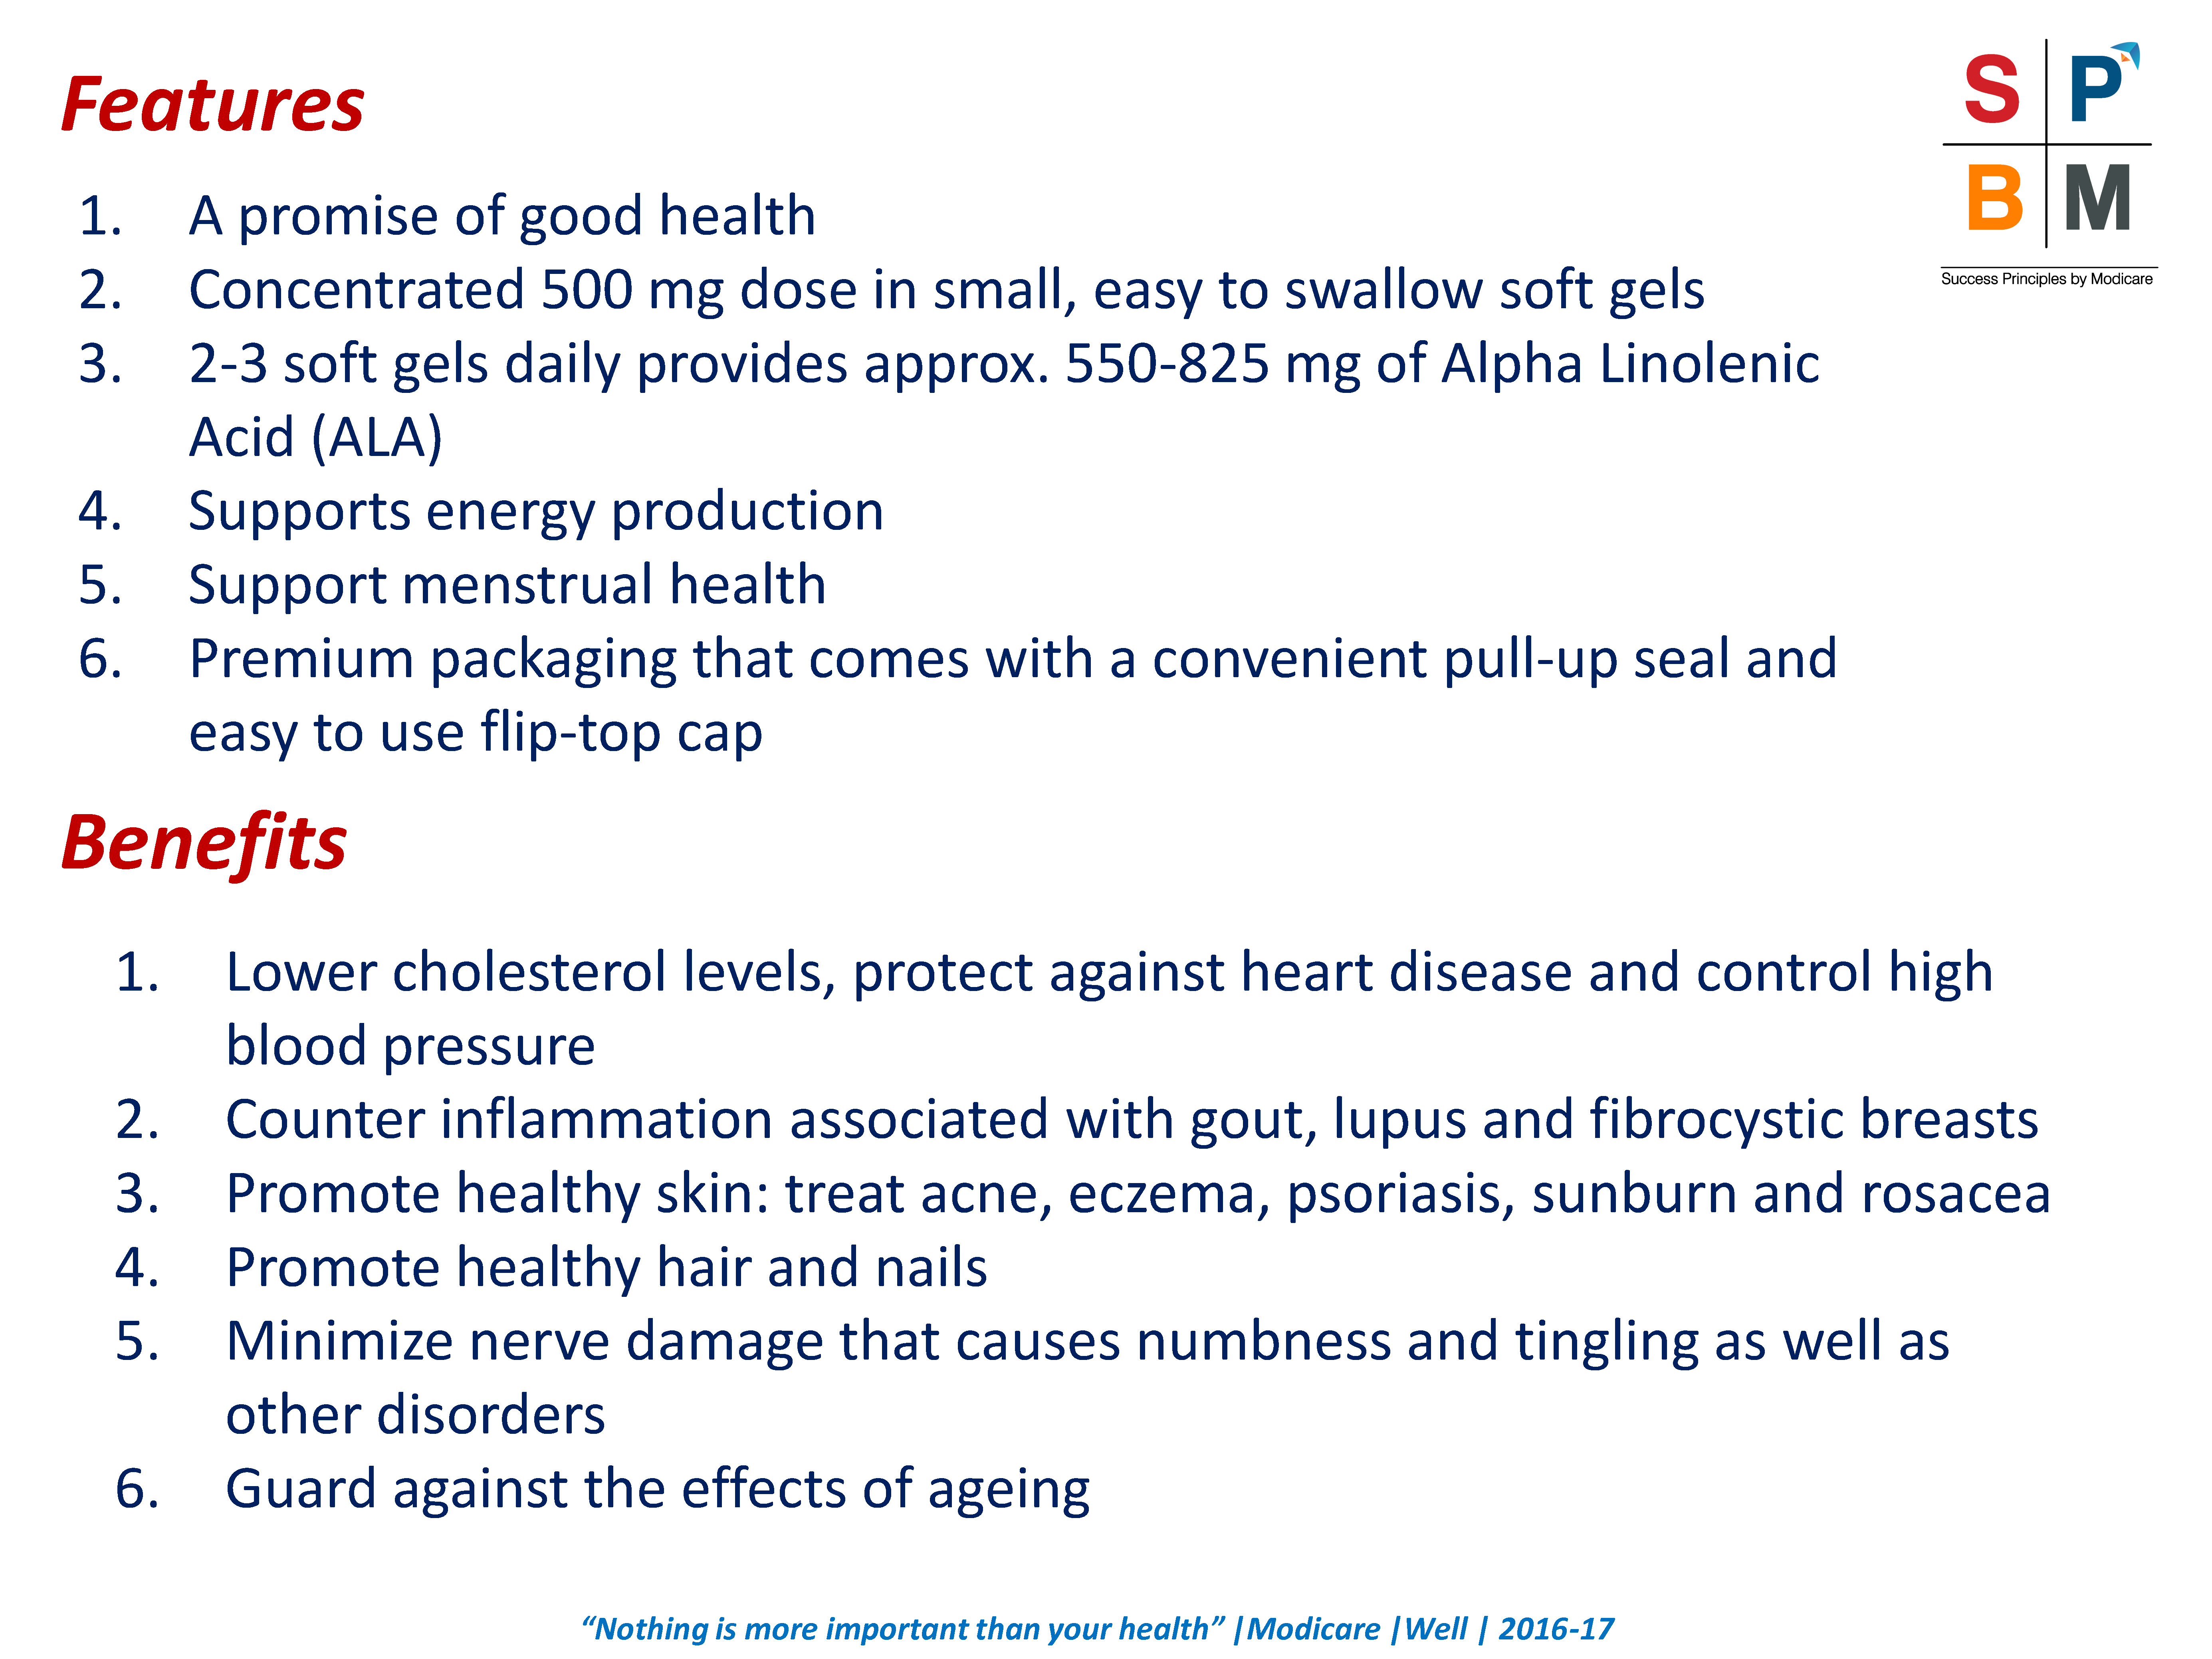 Features
S P
B M
Success Principles by Modicare
1. A promise of good health
2. Concentrated 500 mg dose in small, easy to swallow soft gels
3. 2-3 soft gels daily provides approx. 550-825 mg of Alpha Linolenic
Acid (ALA)
4. Supports energy production
5. Support menstrual health
6. Premium packaging that comes with a convenient pull-up seal and
easy to use flip-top cap
Benefits
1. Lower cholesterol levels, protect against heart disease and control high
blood pressure
2. Counter inflammation associated with gout, lupus and fibrocystic breasts
3. Promote healthy skin: treat acne, eczema, psoriasis, sunburn and rosacea
4. Promote healthy hair and nails
5. Minimize nerve damage that causes numbness and tingling as well as
other disorders
6. Guard against the effects of ageing
“Nothing is more important than your health” |Modicare |Well | 2016-17